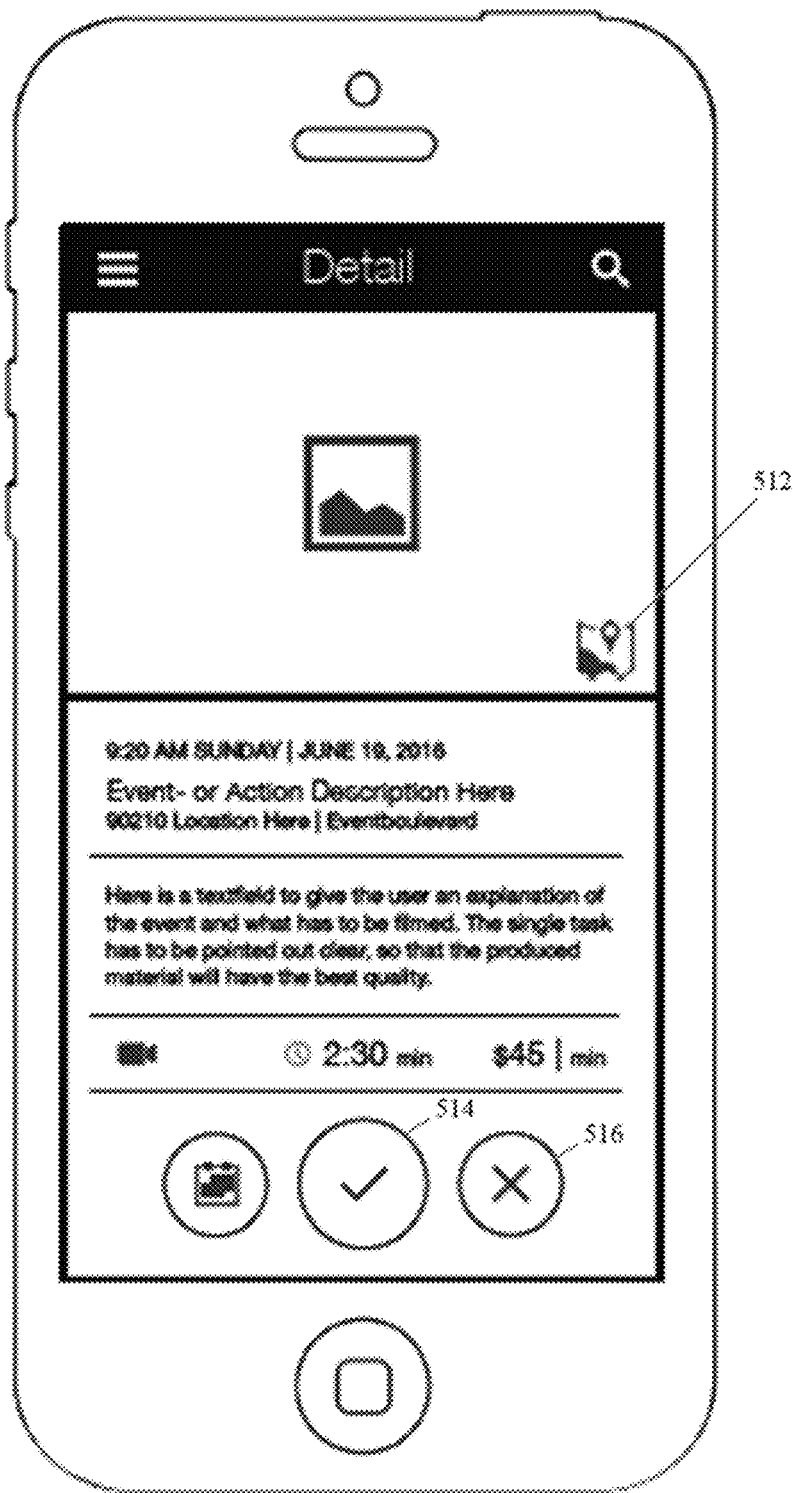 Detail
512
9:20 AM SUNDAY | JUNE 19, 2016
Event- or Action Description Here
90210 Location Here | Eventboulevard
Here is a textfield to give the user an explanation of
the event and what has to be filmed. The single task
has to be pointed out clear, so that the produced
material will have the best quality.
2:30 min $45 | min
514
516